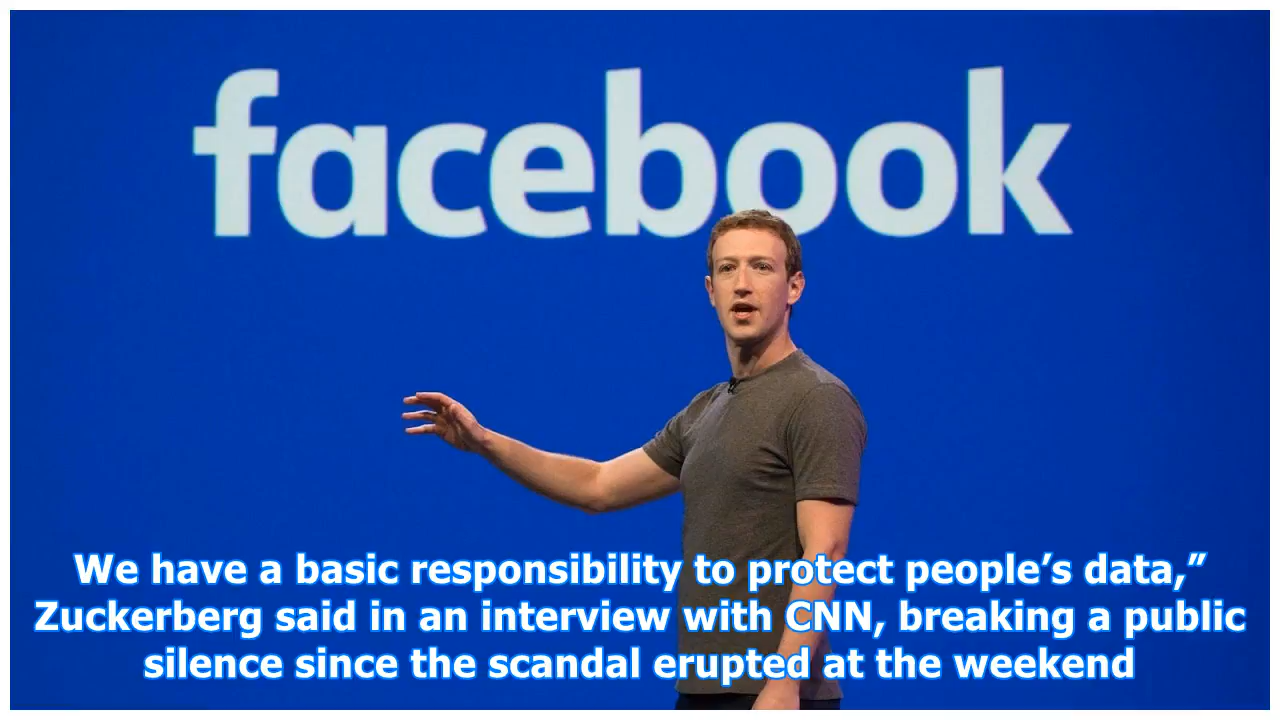 facebook
We have a basic responsibility to protect people’s data,”
Zuckerberg said in an interview with CNN, breaking a public
silence since the scandal erupted at the weekend